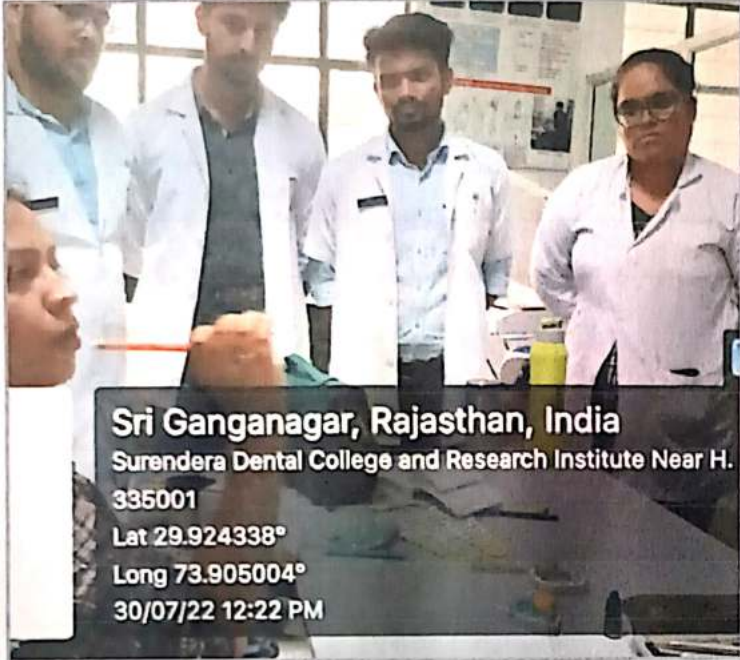 Sri Ganganagar, Rajasthan, India
Surendera Dental College and Research Institute Near H.
335001
Lat 29.924338°
Long 73.905004°
30/07/22 12:22 PM